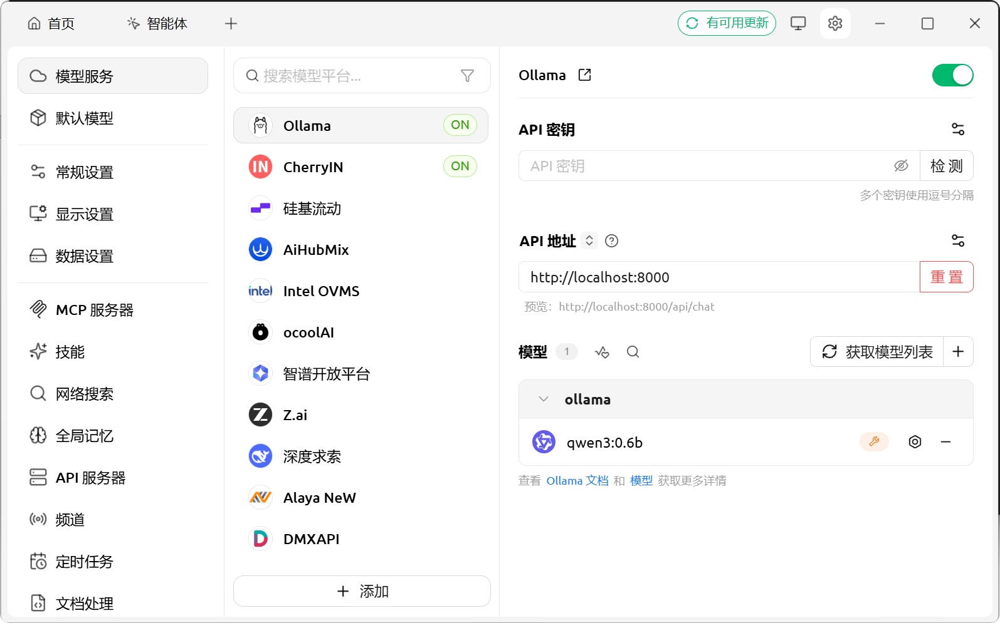 首页
智能体
有可用更新
模型服务
默认模型
常规设置
显示设置
数据设置
MCP 服务器
技能
网络搜索
全局记忆
API 服务器
频道
定时任务
文档处理
搜索模型平台...
Ollama
ON
IN
CherryIN
ON
硅基流动
AiHubMix
intel
Intel OVMS
ocoolAI
智谱开放平台
Z.ai
深度求索
Alaya NeW
DMXAPI
添加
Ollama
API 密钥
API 密钥
检测
多个密钥使用逗号分隔
API 地址
http://localhost:8000
重置
预览：http://localhost:8000/api/chat
模型 1
获取模型列表
ollama
qwen3:0.6b
查看 Ollama 文档 和 模型 获取更多详情